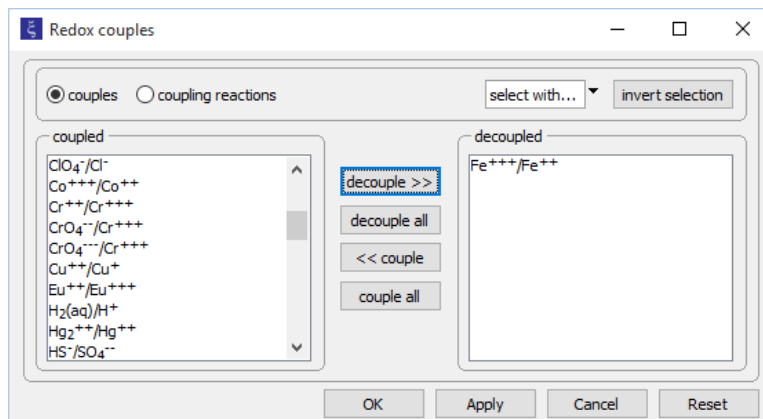 ξ Redox couples
couples coupling reactions select with... invert selection
coupled
ClO₄⁻/Cl⁻
Co⁺⁺⁺/Co⁺⁺
Cr⁺⁺/Cr⁺⁺⁺
CrO₄⁻⁻/Cr⁺⁺⁺
CrO₄⁻⁻⁻/Cr⁺⁺⁺
Cu⁺⁺/Cu⁺
Eu⁺⁺/Eu⁺⁺⁺
H₂(aq)/H⁺
Hg₂⁺⁺/Hg⁺⁺
HS⁻/SO₄⁻⁻
decouple >>
decouple all
<< couple
couple all
decoupled
Fe⁺⁺⁺/Fe⁺⁺
OK Apply Cancel Reset